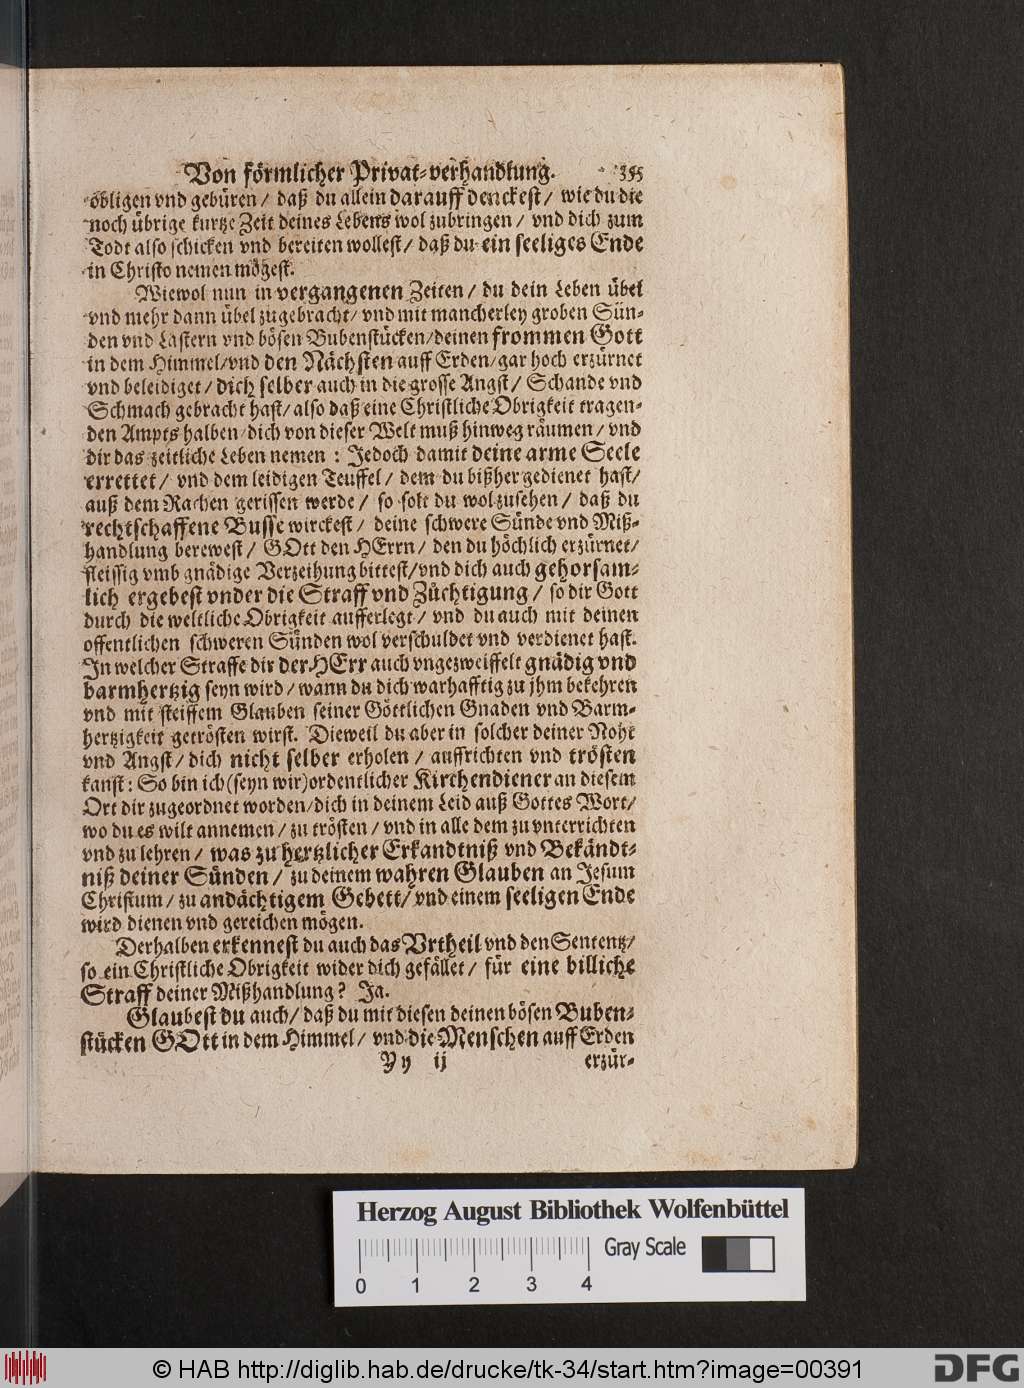 Von förmlicher Privat-verhandlung. 355
obligen vnd gebüren / daß du allein darauff denckest / wie du die
noch übrige kurtze Zeit deines Lebens wol zubringen / vnd dich zum
Todt also schicken vnd bereiten wollest / daß du ein seeliges Ende
in Christo nemen mögest.
Wiewol nun in vergangenen Zeiten / du dein Leben übel
vnd mehr dann übel zugebracht / vnd mit mancherley groben Sün-
den vnd Lastern vnd bösen Bubenstücken / deinen frommen Gott
in dem Himmel / vnd den Nächsten auff Erden / gar hoch erzürnet
vnd beleidiget / dich selber auch in die grosse Angst / Schande vnd
Schmach gebracht hast / also daß eine Christliche Obrigkeit tragen-
den Ampts halben / dich von dieser Welt muß hinweg räumen / vnd
dir das zeitliche Leben nemen : Jedoch damit deine arme Seele
errettet / vnd dem leidigen Teuffel / dem du bißher gedienet hast /
auß dem Rachen gerissen werde / so solt du wol zusehen / daß du
rechtschaffene Busse wirckest / deine schwere Sünde vnd Miß-
handlung berewest / GOtt den HErrn / den du höchlich erzürnet /
fleissig vmb gnädige Verzeihung bittest / vnd dich auch gehorsam-
lich ergebest vnder die Straff vnd Züchtigung / so dir Gott
durch die weltliche Obrigkeit aufferlegt / vnd du auch mit deinen
offentlichen schweren Sünden wol verschuldet vnd verdienet hast.
In welcher Straffe dir der HErr auch vngezweiffelt gnädig vnd
barmhertzig seyn wird / wann du dich warhafftig zu jhm bekehren
vnd mit steiffem Glauben seiner Göttlichen Gnaden vnd Barm-
hertzigkeit getrösten wirst. Dieweil du aber in solcher deiner Noht
vnd Angst / dich nicht selber erholen / auffrichten vnd trösten
kanst : So bin ich (seyn wir) ordentlicher Kirchendiener an diesem
Ort dir zugeordnet worden / dich in deinem Leid auß Gottes Wort /
wo du es wilt annemen / zu trösten / vnd in alle dem zu vnterrichten
vnd zu lehren / was zu hertzlicher Erkandtniß vnd Bekändt-
niß deiner Sünden / zu deinem wahren Glauben an Jesum
Christum / zu andächtigem Gebett / vnd einem seeligen Ende
wird dienen vnd gereichen mögen.
Derhalben erkennest du auch das Vrtheil vnd den Sententz /
so ein Christliche Obrigkeit wider dich gefället / für eine billiche
Straff deiner Mißhandlung ? Ja.
Glaubest du auch / daß du mit diesen deinen bösen Buben-
stücken GOtt in dem Himmel / vnd die Menschen auff Erden
Yy ij erzür-
Herzog August Bibliothek Wolfenbüttel
Gray Scale
0 1 2 3 4
© HAB http://diglib.hab.de/drucke/tk-34/start.htm?image=00391
DFG